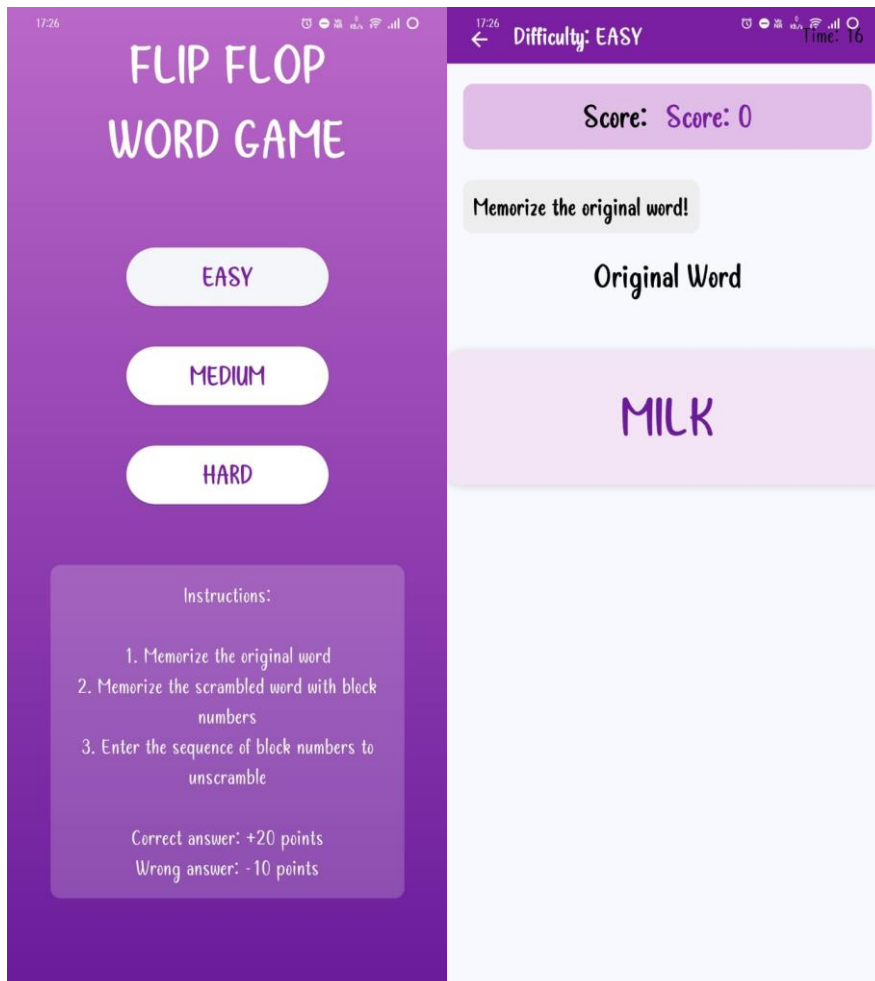 17:26
FLIP FLOP
WORD GAME
EASY
MEDIUM
HARD
Instructions:
1. Memorize the original word
2. Memorize the scrambled word with block
numbers
3. Enter the sequence of block numbers to
unscramble
Correct answer: +20 points
Wrong answer: -10 points
17:26
Difficulty: EASY
Time: 16
Score: Score: 0
Memorize the original word!
Original Word
MILK